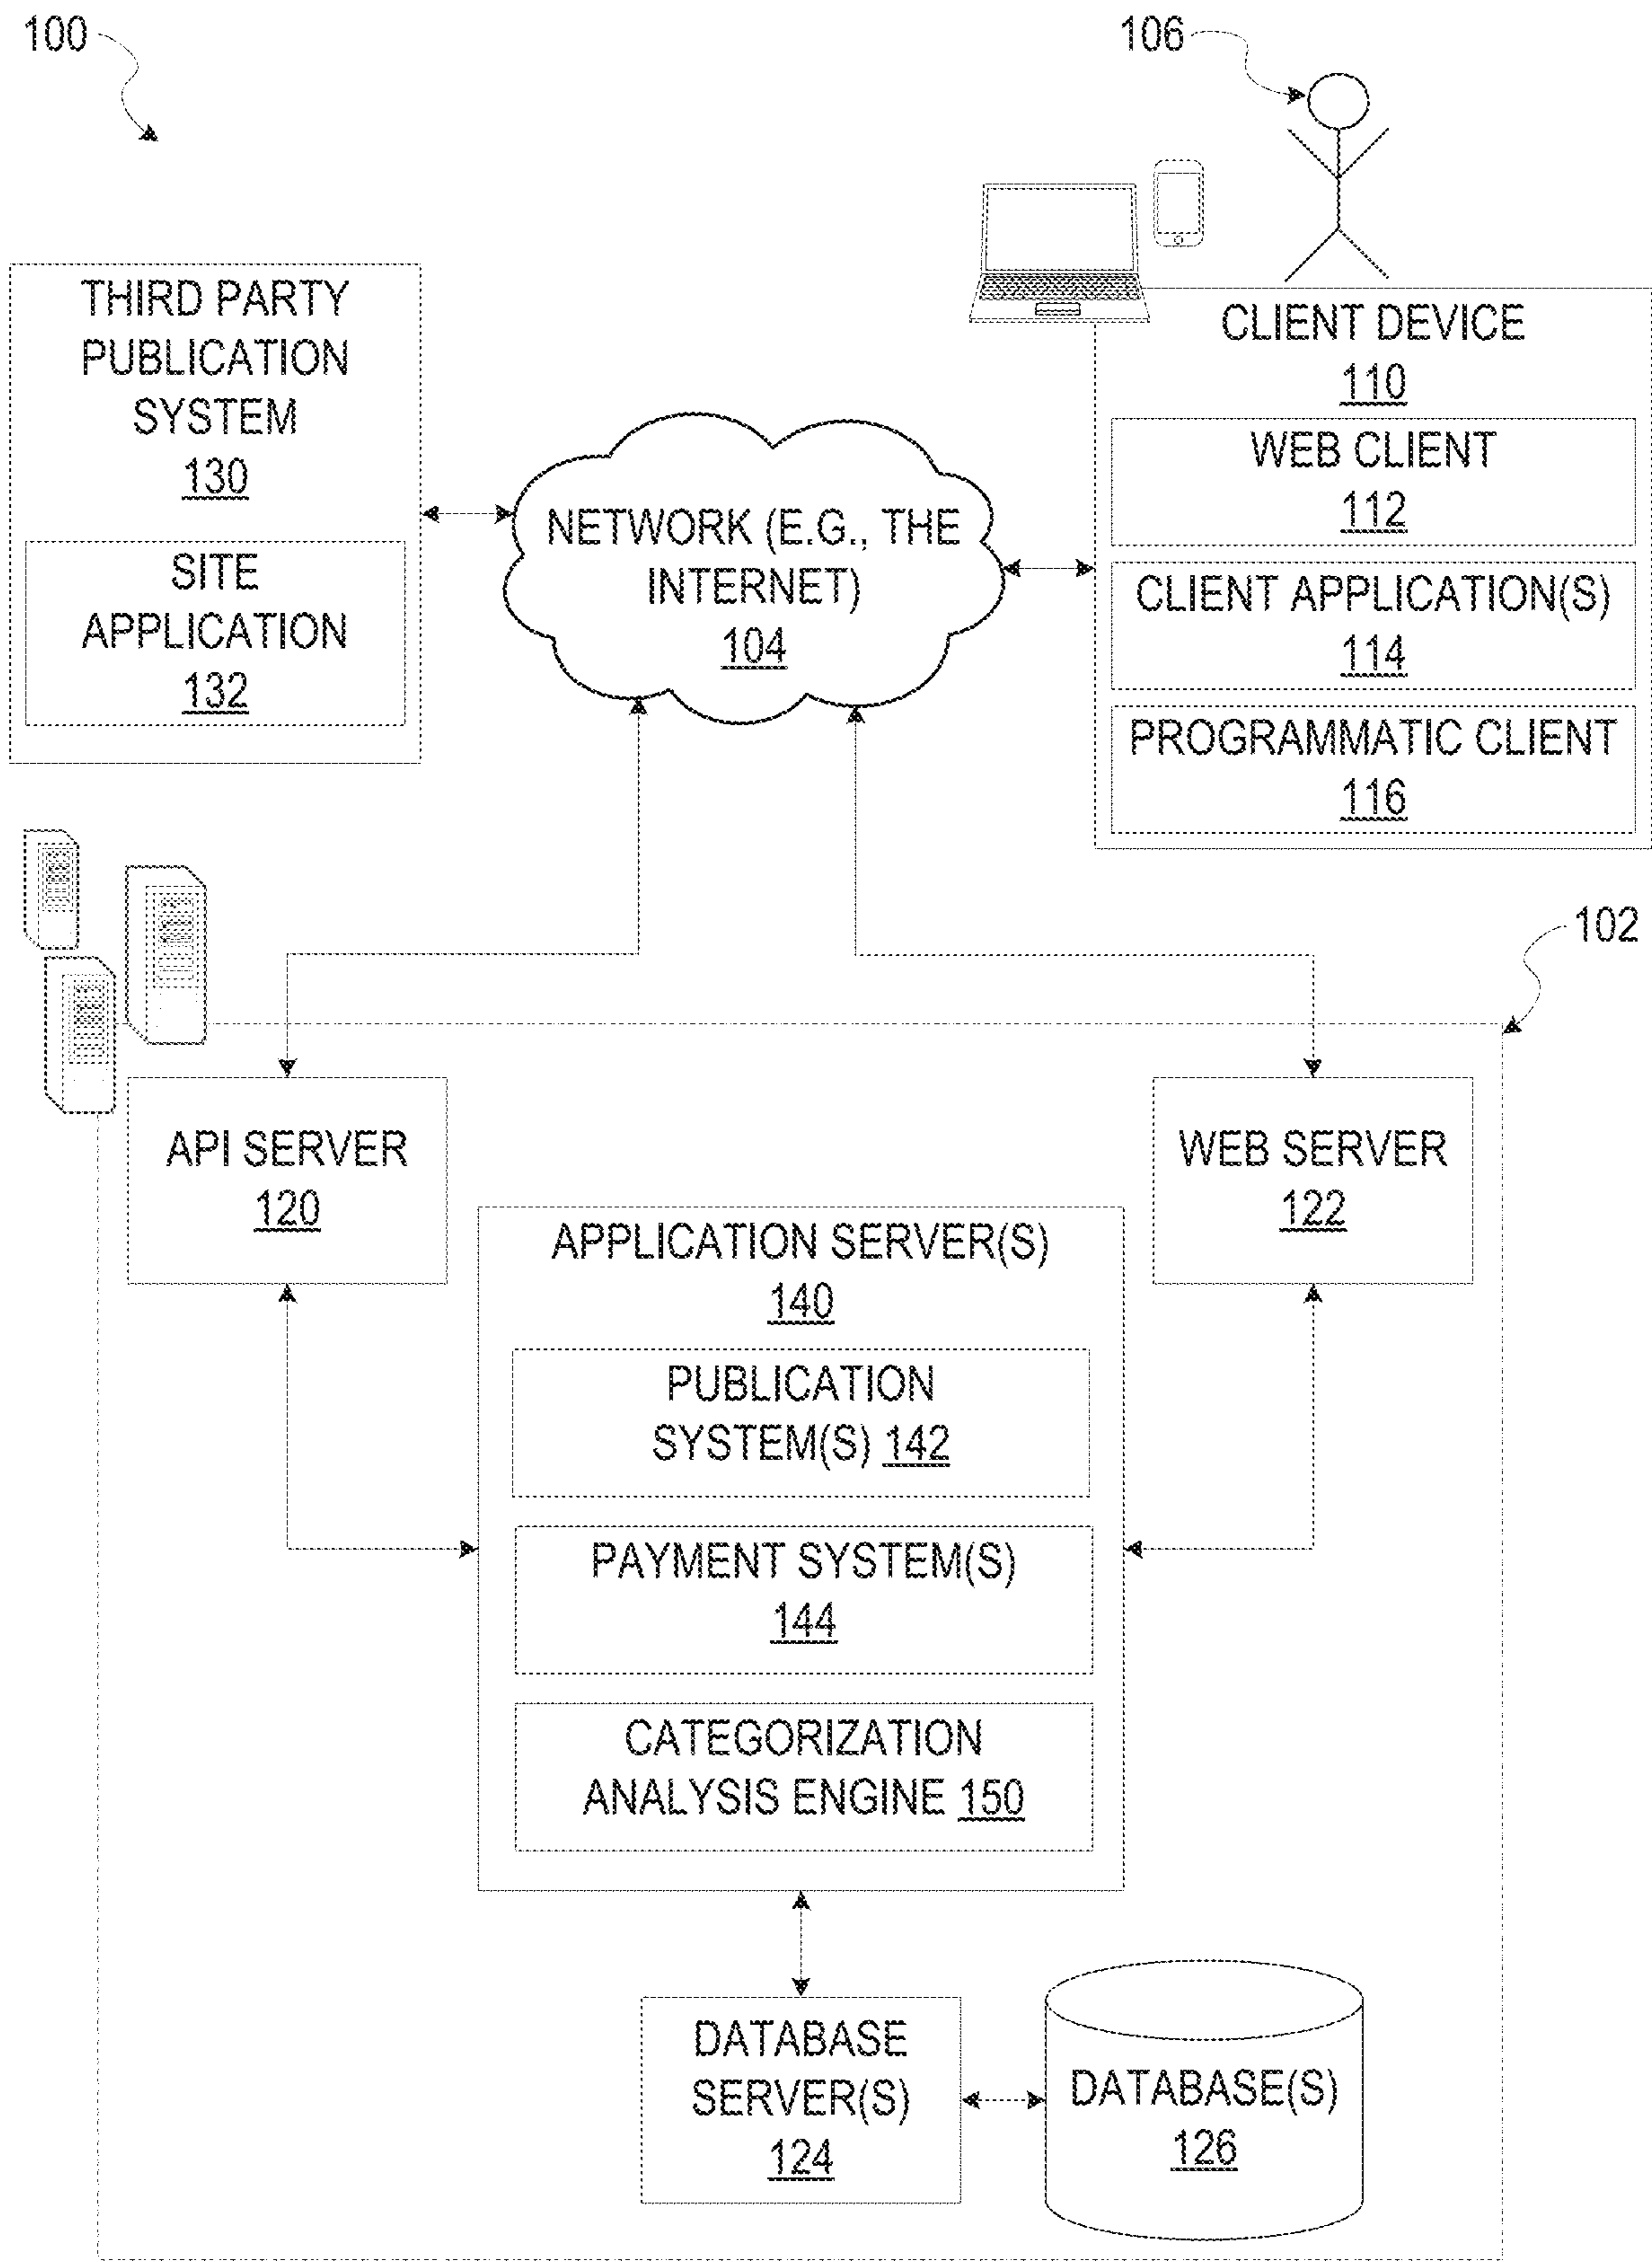 100
106
THIRD PARTY
PUBLICATION
SYSTEM
130
SITE
APPLICATION
132
NETWORK (E.G., THE
INTERNET)
104
CLIENT DEVICE
110
WEB CLIENT
112
CLIENT APPLICATION(S)
114
PROGRAMMATIC CLIENT
116
102
API SERVER
120
WEB SERVER
122
APPLICATION SERVER(S)
140
PUBLICATION
SYSTEM(S) 142
PAYMENT SYSTEM(S)
144
CATEGORIZATION
ANALYSIS ENGINE 150
DATABASE
SERVER(S)
124
DATABASE(S)
126